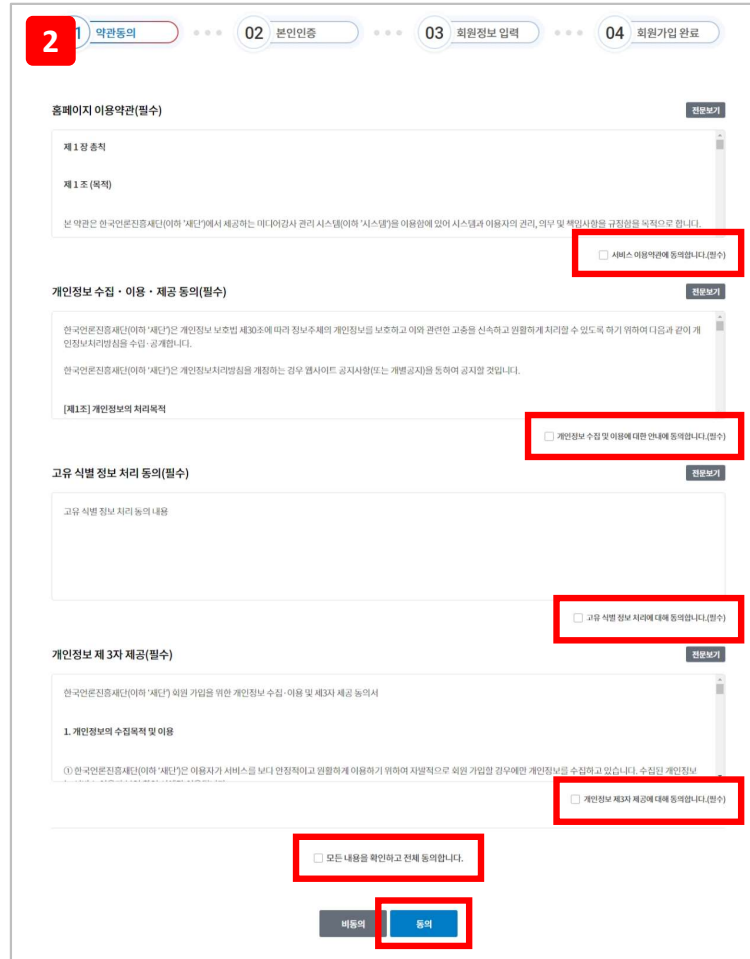 2
1 약관동의
02 본인인증
03 회원정보 입력
04 회원가입 완료
홈페이지 이용약관(필수)
전문보기
제 1 장 총칙
제 1 조 (목적)
본 약관은 한국언론진흥재단(이하 '재단')에서 제공하는 미디어강사 관리 시스템(이하 '시스템')을 이용함에 있어 시스템과 이용자의 권리, 의무 및 책임사항을 규정함을 목적으로 합니다.
서비스 이용약관에 동의합니다.(필수)
개인정보 수집・이용・제공 동의(필수)
전문보기
한국언론진흥재단(이하 '재단')은 개인정보 보호법 제30조에 따라 정보주체의 개인정보를 보호하고 이와 관련한 고충을 신속하고 원활하게 처리할 수 있도록 하기 위하여 다음과 같이 개
인정보처리방침을 수립·공개합니다.
한국언론진흥재단(이하 '재단')은 개인정보처리방침을 개정하는 경우 웹사이트 공지사항(또는 개별공지)을 통하여 공지할 것입니다.
[제1조] 개인정보의 처리목적
개인정보 수집 및 이용에 대한 안내에 동의합니다.(필수)
고유 식별 정보 처리 동의(필수)
전문보기
고유 식별 정보 처리 동의 내용
고유 식별 정보 처리에 대해 동의합니다.(필수)
개인정보 제 3자 제공(필수)
전문보기
한국언론진흥재단(이하 '재단') 회원 가입을 위한 개인정보 수집·이용 및 제3자 제공 동의서
1. 개인정보의 수집목적 및 이용
① 한국언론진흥재단(이하 '재단')은 이용자가 서비스를 보다 안정적이고 원활하게 이용하기 위하여 자발적으로 회원 가입할 경우에만 개인정보를 수집하고 있습니다. 수집된 개인정보
개인정보 제3자 제공에 대해 동의합니다.(필수)
모든 내용을 확인하고 전체 동의합니다.
비동의
동의